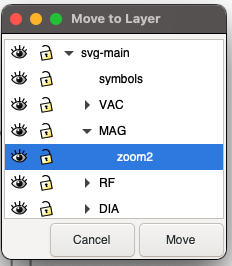 Move to Layer
svg-main
symbols
VAC
MAG
zoom2
RF
DIA
Cancel Move